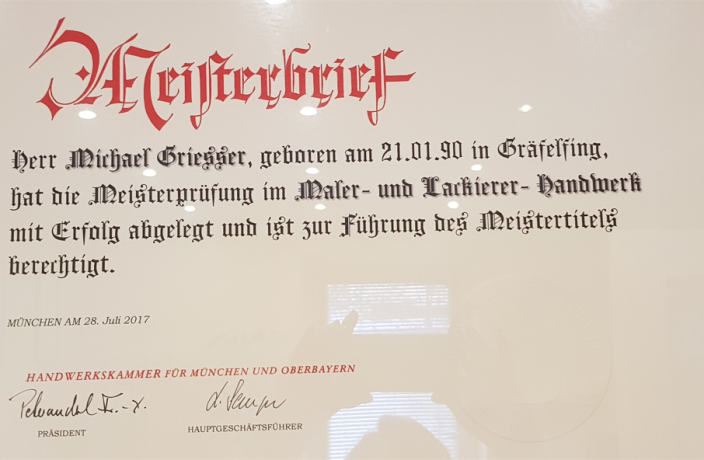 Meisterbrief
Herr Michael Griesser, geboren am 21.01.90 in Gräfelfing,
hat die Meisterprüfung im Maler- und Lackierer- Handwerk
mit Erfolg abgelegt und ist zur Führung des Meistertitels
berechtigt.
MÜNCHEN AM 28. Juli 2017
HANDWERKSKAMMER FÜR MÜNCHEN UND OBERBAYERN
PRÄSIDENT
HAUPTGESCHÄFTSFÜHRER